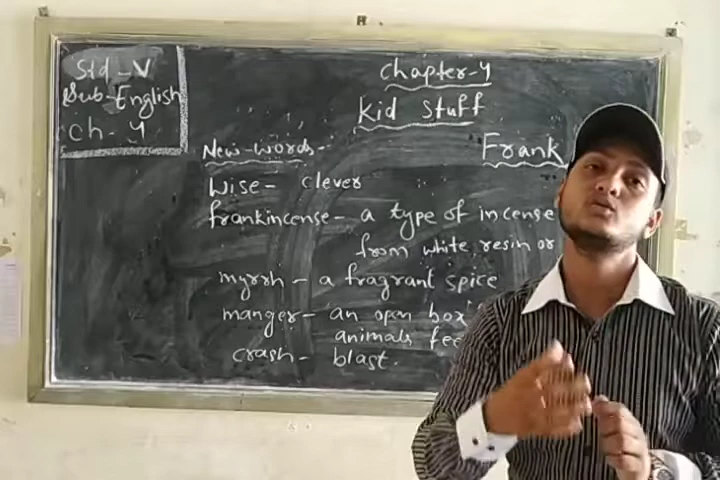 Std - V
Sub - English
Ch - 4
Chapter - 4
Kid Stuff
Frank
New - words -
Wise - clever
frankincense - a type of incense
from white resin or
myrrh - a fragrant spice
manger - an open box
animals fee
crash - blast.